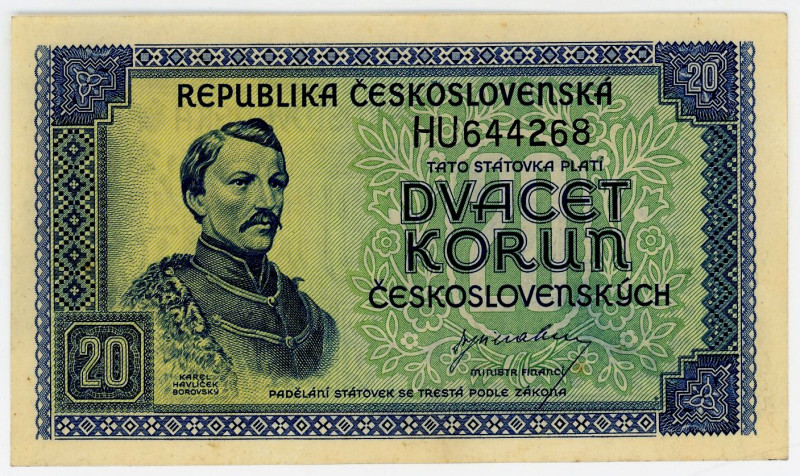 20
REPUBLIKA ČESKOSLOVENSKÁ
HU644268
TATO STÁTOVKA PLATÍ
DVACET
KORUN
ČESKOSLOVENSKÝCH
MINISTR FINANCÍ
20
KAREL
HAVLÍČEK
BOROVSKÝ
PADĚLÁNÍ STÁTOVEK SE TRESTÁ PODLE ZÁKONA